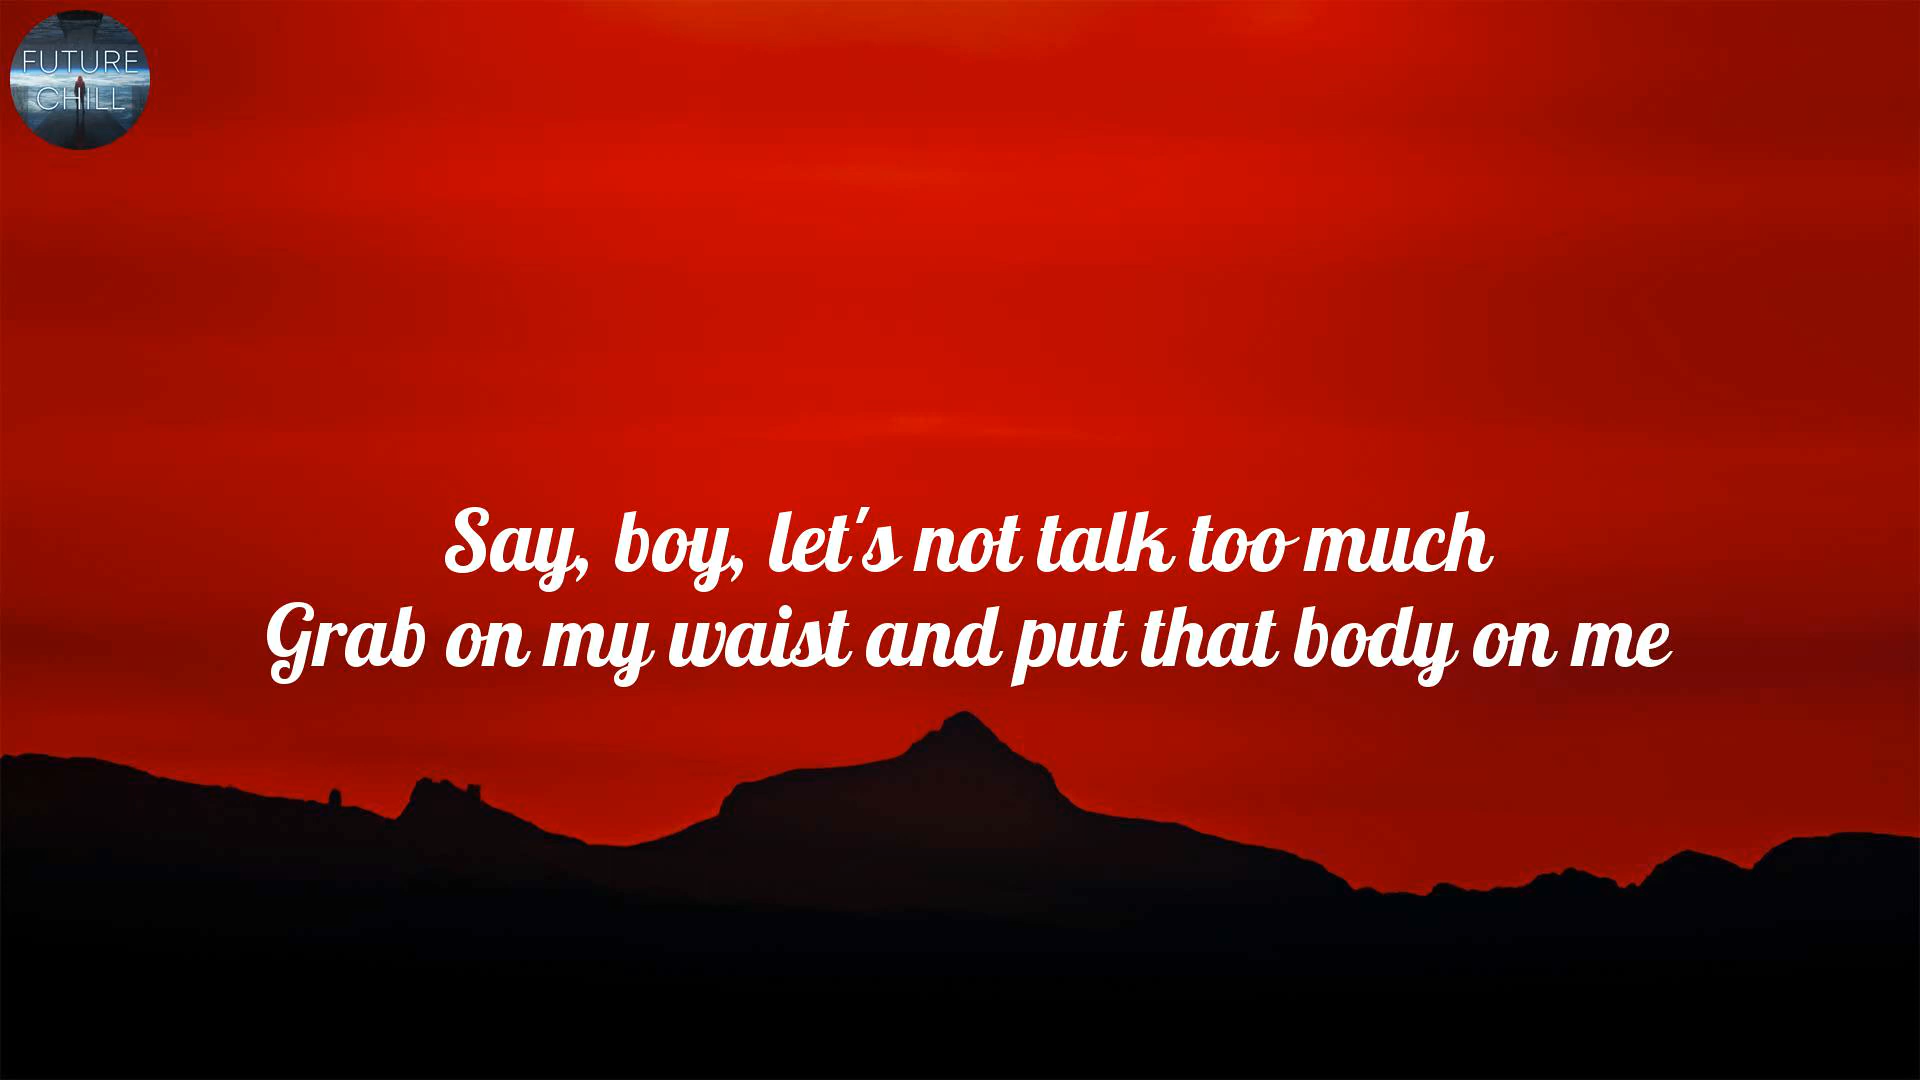 FUTURE
CHILL
Say, boy, let's not talk too much
Grab on my waist and put that body on me